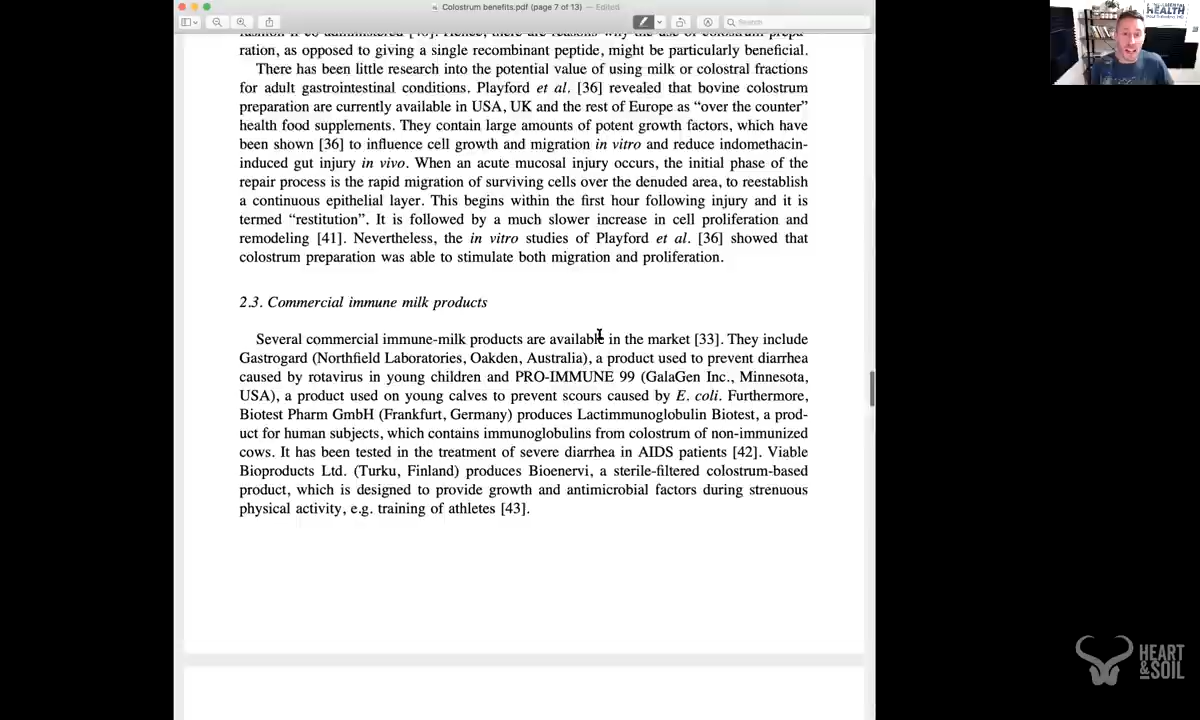 Colostrum benefits.pdf (page 7 of 13) — Edited
Search
ration, as opposed to giving a single recombinant peptide, might be particularly beneficial.
There has been little research into the potential value of using milk or colostral fractions
for adult gastrointestinal conditions. Playford et al. [36] revealed that bovine colostrum
preparation are currently available in USA, UK and the rest of Europe as “over the counter”
health food supplements. They contain large amounts of potent growth factors, which have
been shown [36] to influence cell growth and migration in vitro and reduce indomethacin-
induced gut injury in vivo. When an acute mucosal injury occurs, the initial phase of the
repair process is the rapid migration of surviving cells over the denuded area, to reestablish
a continuous epithelial layer. This begins within the first hour following injury and it is
termed “restitution”. It is followed by a much slower increase in cell proliferation and
remodeling [41]. Nevertheless, the in vitro studies of Playford et al. [36] showed that
colostrum preparation was able to stimulate both migration and proliferation.
2.3. Commercial immune milk products
Several commercial immune-milk products are available in the market [33]. They include
Gastrogard (Northfield Laboratories, Oakden, Australia), a product used to prevent diarrhea
caused by rotavirus in young children and PRO-IMMUNE 99 (GalaGen Inc., Minnesota,
USA), a product used on young calves to prevent scours caused by E. coli. Furthermore,
Biotest Pharm GmbH (Frankfurt, Germany) produces Lactimmunoglobulin Biotest, a prod-
uct for human subjects, which contains immunoglobulins from colostrum of non-immunized
cows. It has been tested in the treatment of severe diarrhea in AIDS patients [42]. Viable
Bioproducts Ltd. (Turku, Finland) produces Bioenervi, a sterile-filtered colostrum-based
product, which is designed to provide growth and antimicrobial factors during strenuous
physical activity, e.g. training of athletes [43].
HEALTH
HEART
& SOIL